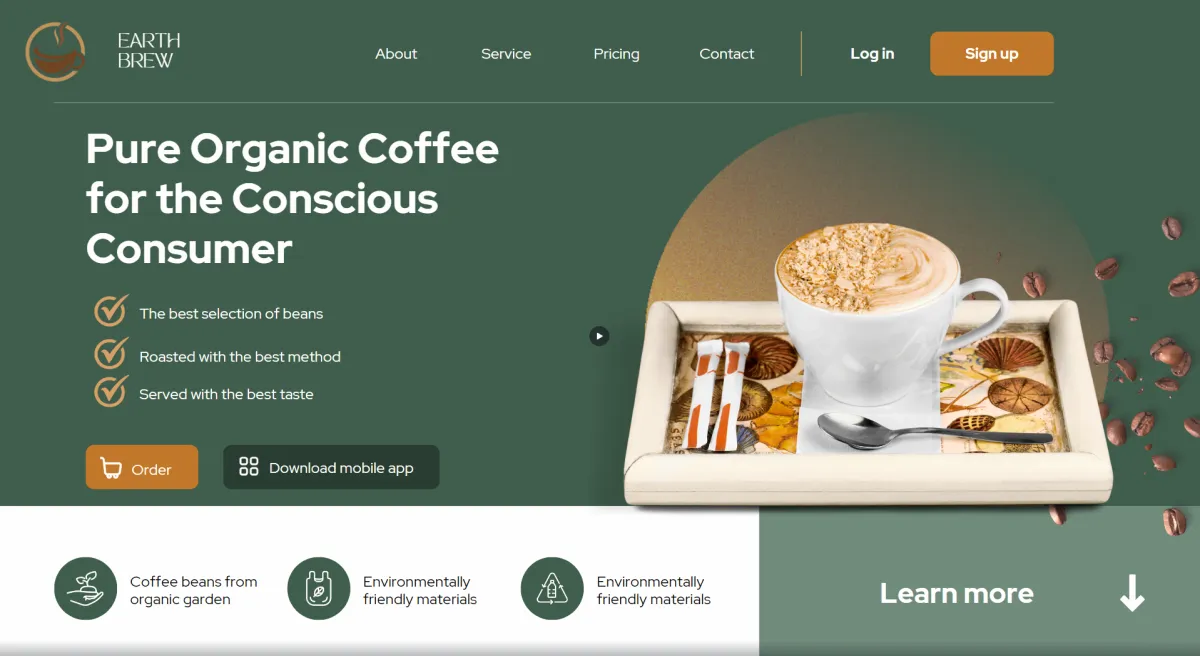 EARTH
BREW
About
Service
Pricing
Contact
Log in
Sign up
Pure Organic Coffee
for the Conscious
Consumer
The best selection of beans
Roasted with the best method
Served with the best taste
Order
Download mobile app
Coffee beans from
organic garden
Environmentally
friendly materials
Environmentally
friendly materials
Learn more